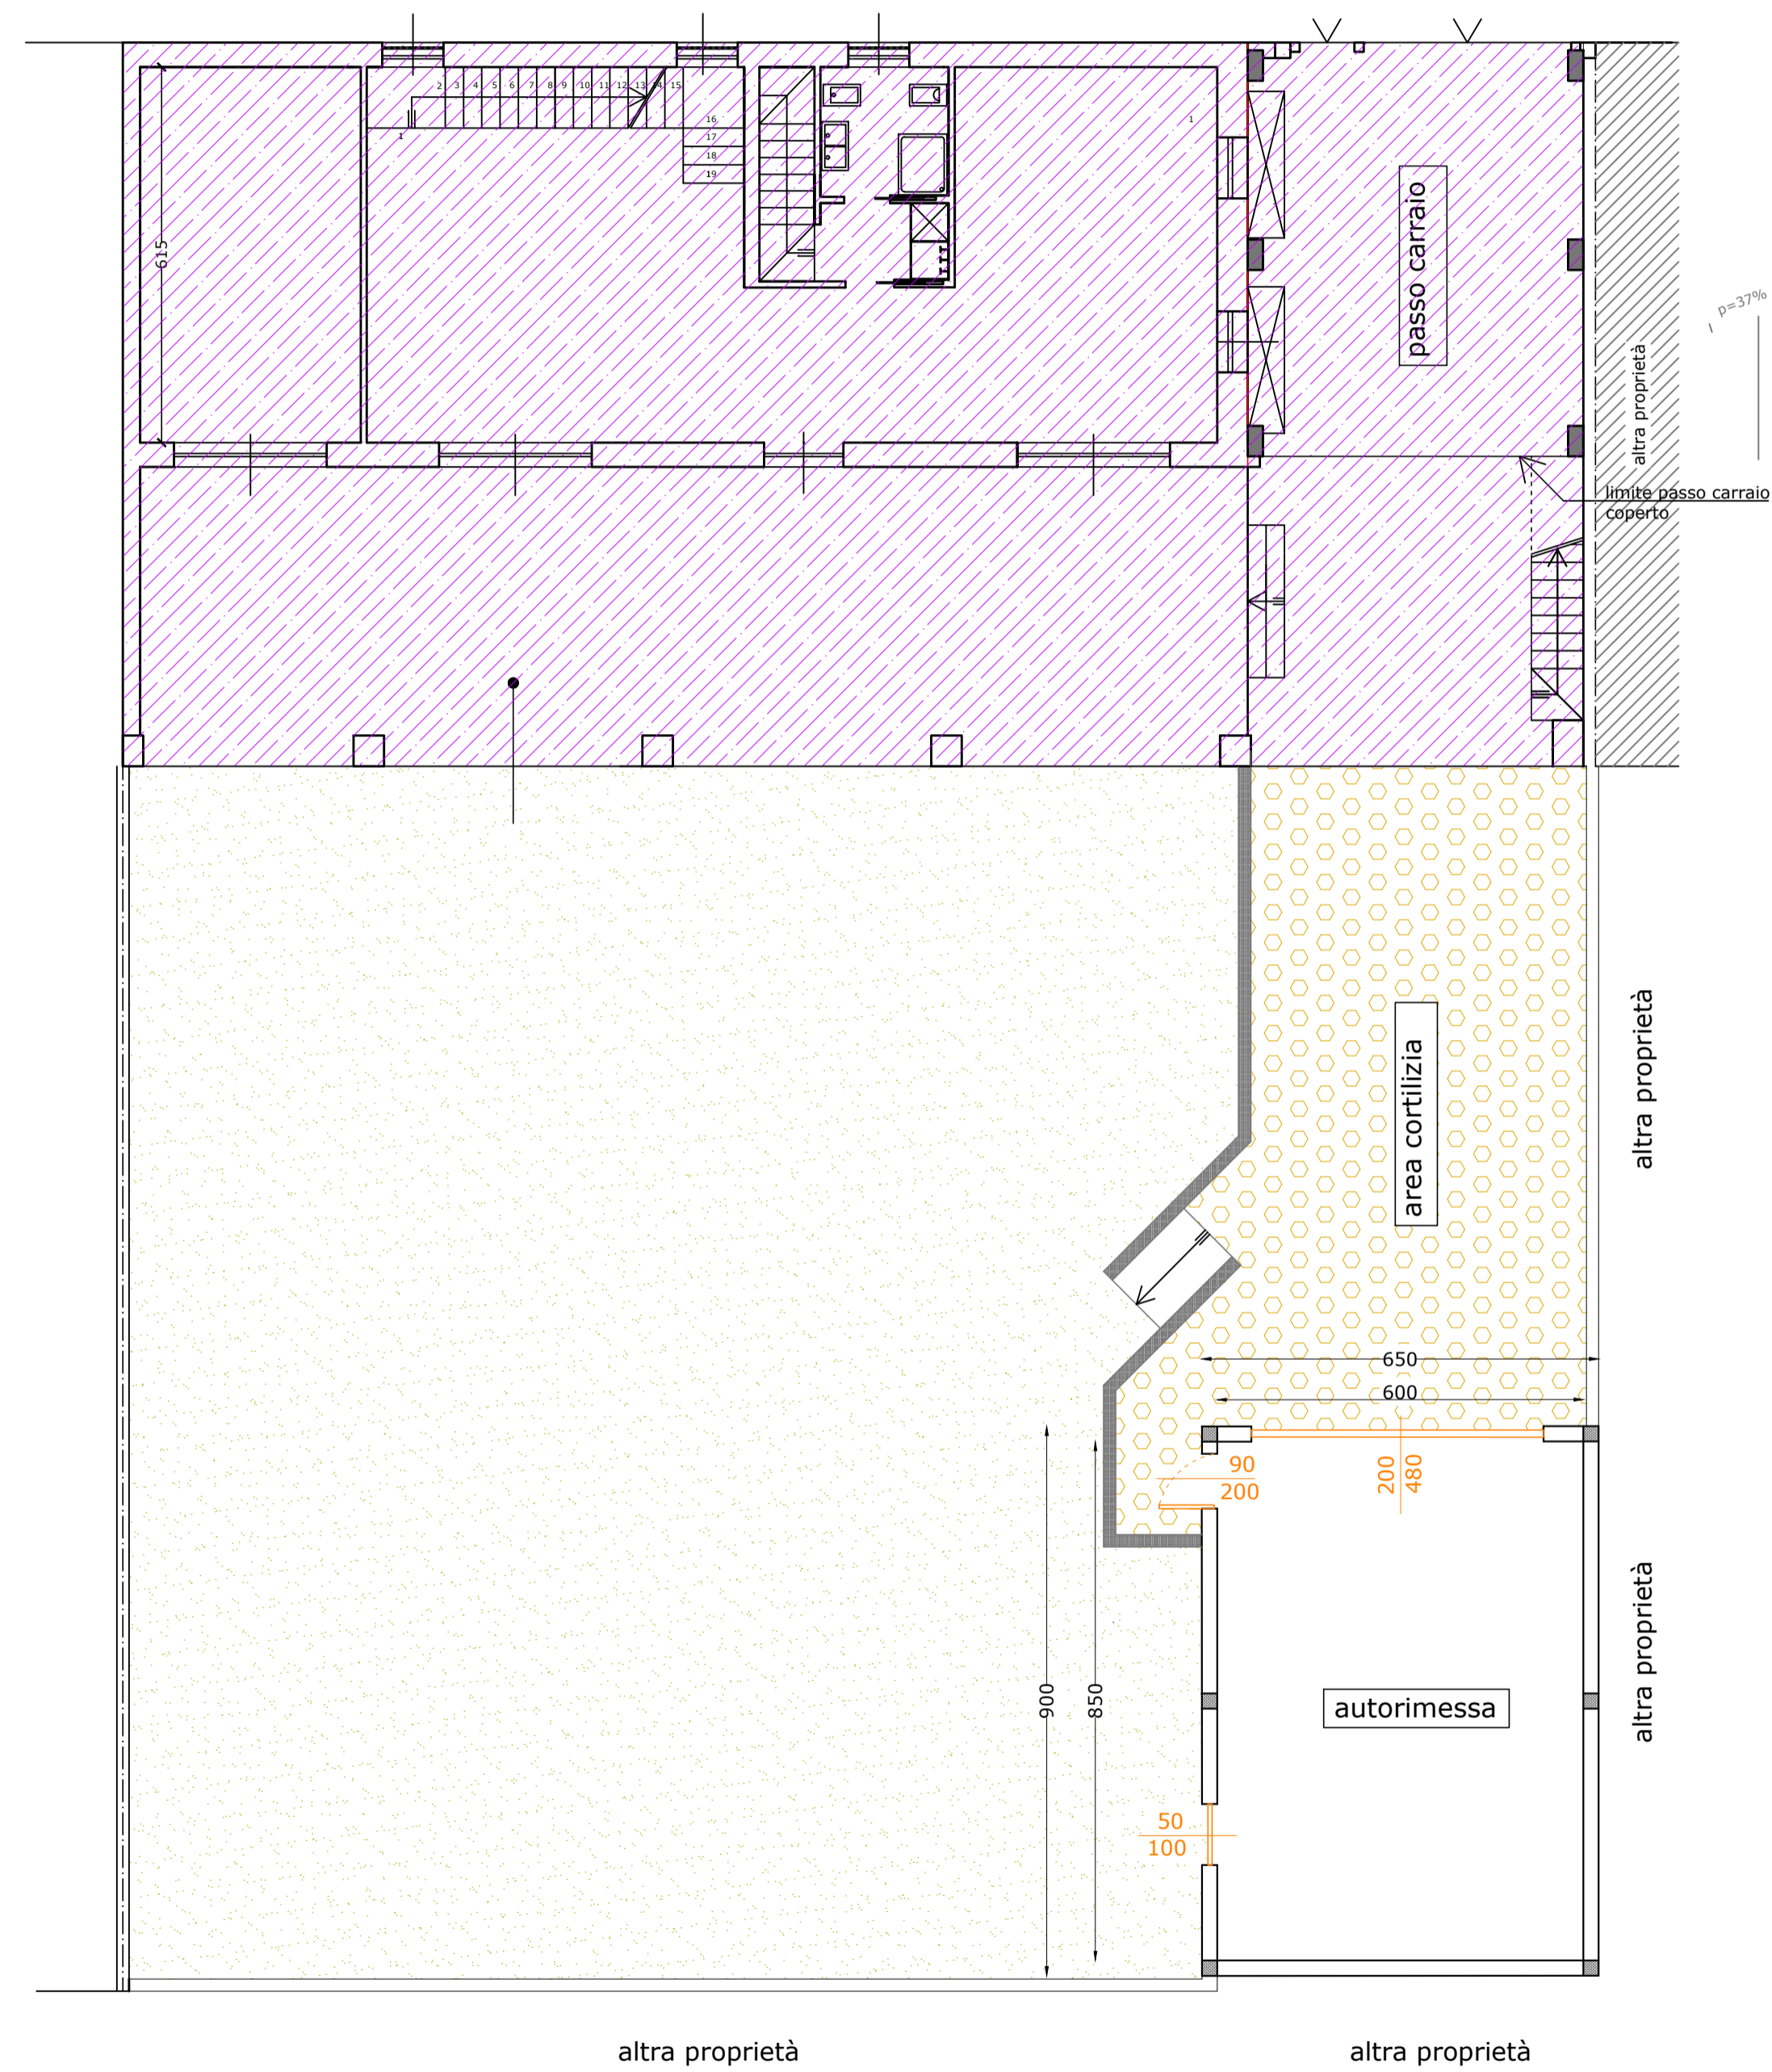 2 3 4 5 6 7 8 9 10 11 12 13 14 15
16
1
17
18
19
1
615
passo carraio
altra proprietà
p=37%
limite passo carraio
coperto
area cortilizia
altra proprietà
650
600
90
200
200
480
900
850
autorimessa
altra proprietà
50
100
altra proprietà
altra proprietà